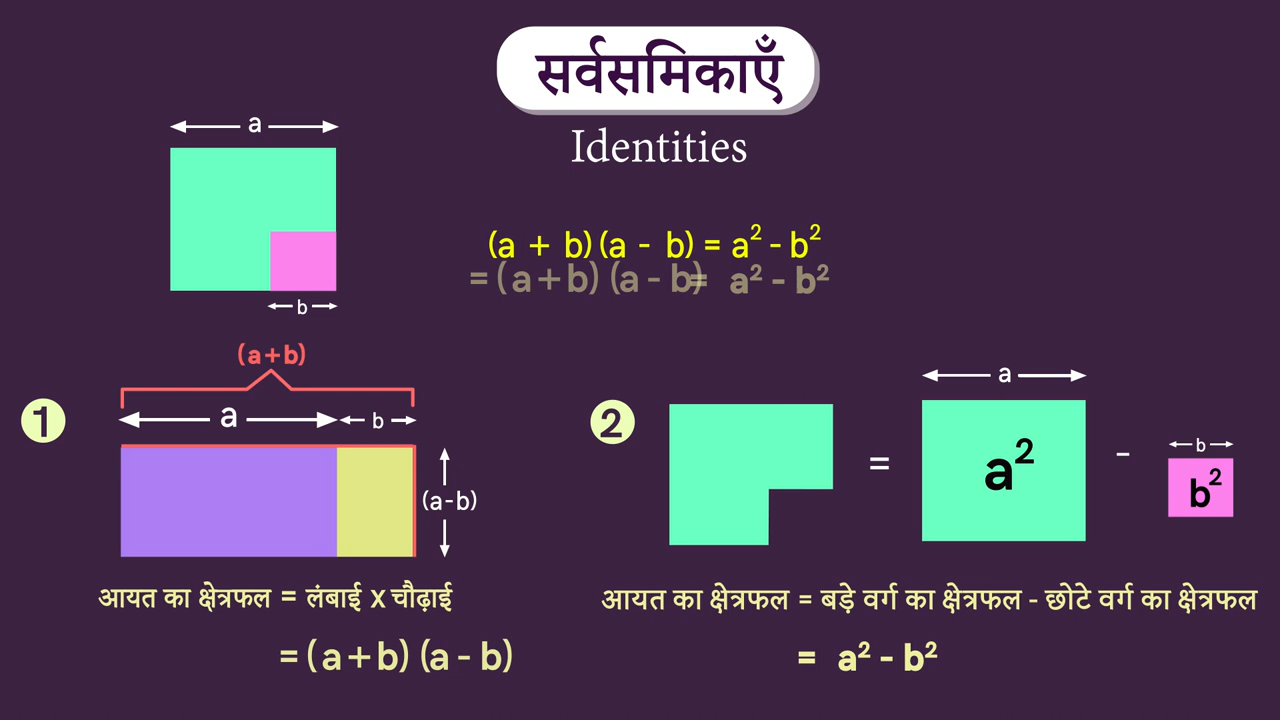 सर्वसमिकाएँ
Identities
a
b
(a + b) (a - b) = a² - b²
= (a+b) (a - b) = a² - b²
(a+b)
1
a
b
(a-b)
आयत का क्षेत्रफल = लंबाई x चौढ़ाई
= (a+b) (a - b)
2
=
a
a²
-
b
b²
आयत का क्षेत्रफल = बड़े वर्ग का क्षेत्रफल - छोटे वर्ग का क्षेत्रफल
= a² - b²